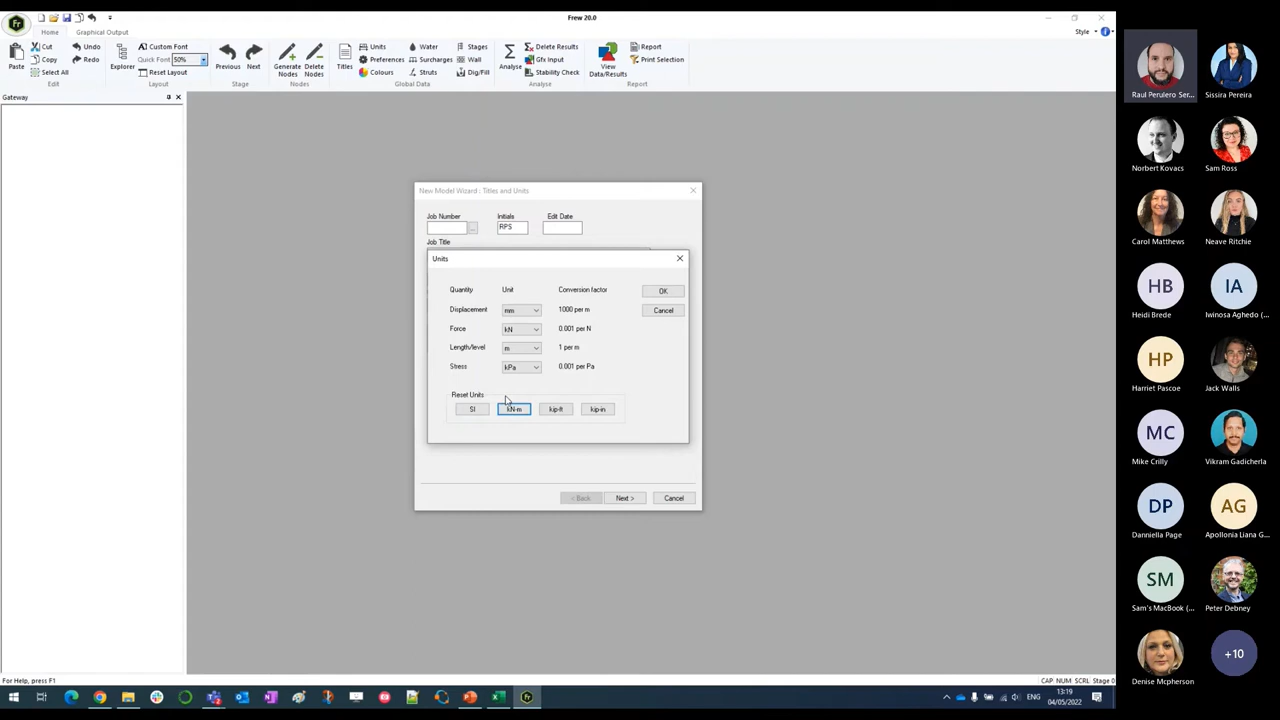 Frew 20.0
Home
Graphical Output
Style
Paste
Cut
Copy
Select All
Edit
Undo
Redo
Explorer
Custom Font
Quick Font 50%
Reset Layout
Layout
Previous
Next
Stage
Generate Nodes
Delete Nodes
Nodes
Titles
Units
Preferences
Colours
Water
Surcharges
Struts
Stages
Wall
Dig/Fill
Global Data
Analyse
Delete Results
Gfx Input
Stability Check
Analyse
View Data/Results
Report
Print Selection
Report
Gateway
New Model Wizard : Titles and Units
Job Number
Initials
Edit Date
...
RPS
Job Title
Units
Quantity
Unit
Conversion factor
OK
Displacement
mm
1000 per m
Cancel
Force
kN
0.001 per N
Length/level
m
1 per m
Stress
kPa
0.001 per Pa
Reset Units
SI
kN-m
kip-ft
kip-in
< Back
Next >
Cancel
For Help, press F1
CAP NUM SCRL Stage 0
ENG
13:19
04/05/2022
Raul Perulero Ser...
Sissira Pereira
Norbert Kovacs
Sam Ross
Carol Matthews
Neave Ritchie
HB
Heidi Brede
IA
Iwinosa Aghedo (...
HP
Harriet Pascoe
Jack Walls
MC
Mike Crilly
Vikram Gadicherla
DP
Danniella Page
AG
Apollonia Liana G...
SM
Sam's MacBook (...
Peter Debney
Denise Mcpherson
+10